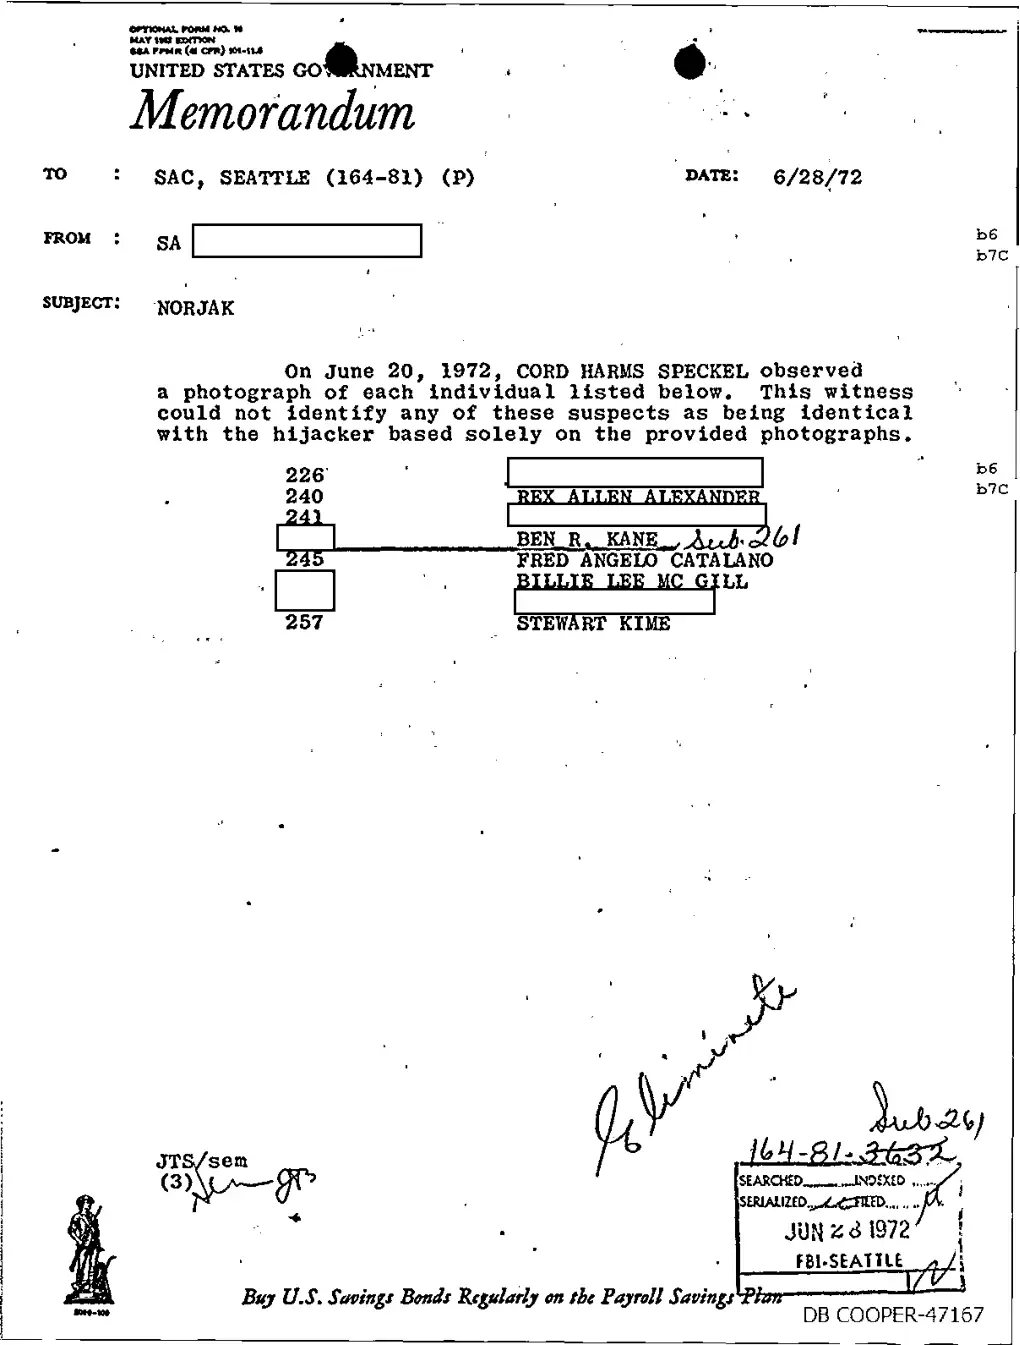 OPTIONAL FORM NO. 10
MAY 1962 EDITION
GSA FPMR (41 CFR) 101-11.6
UNITED STATES GOVERNMENT
Memorandum
TO : SAC, SEATTLE (164-81) (P) DATE: 6/28/72
FROM : SA
b6
b7C
SUBJECT: NORJAK
On June 20, 1972, CORD HARMS SPECKEL observed
a photograph of each individual listed below. This witness
could not identify any of these suspects as being identical
with the hijacker based solely on the provided photographs.
226
b6
240 REX ALLEN ALEXANDER
b7C
241
BEN R. KANE Sub. 261
245 FRED ANGELO CATALANO
BILLIE LEE MC GILL
257 STEWART KIME
Eliminate
Sub 261
164-81-3632
JTS/sem
(3)
SEARCHED INDEXED
SERIALIZED FILED
JUN 28 1972
FBI-SEATTLE
Buy U.S. Savings Bonds Regularly on the Payroll Savings Plan
DB COOPER-47167